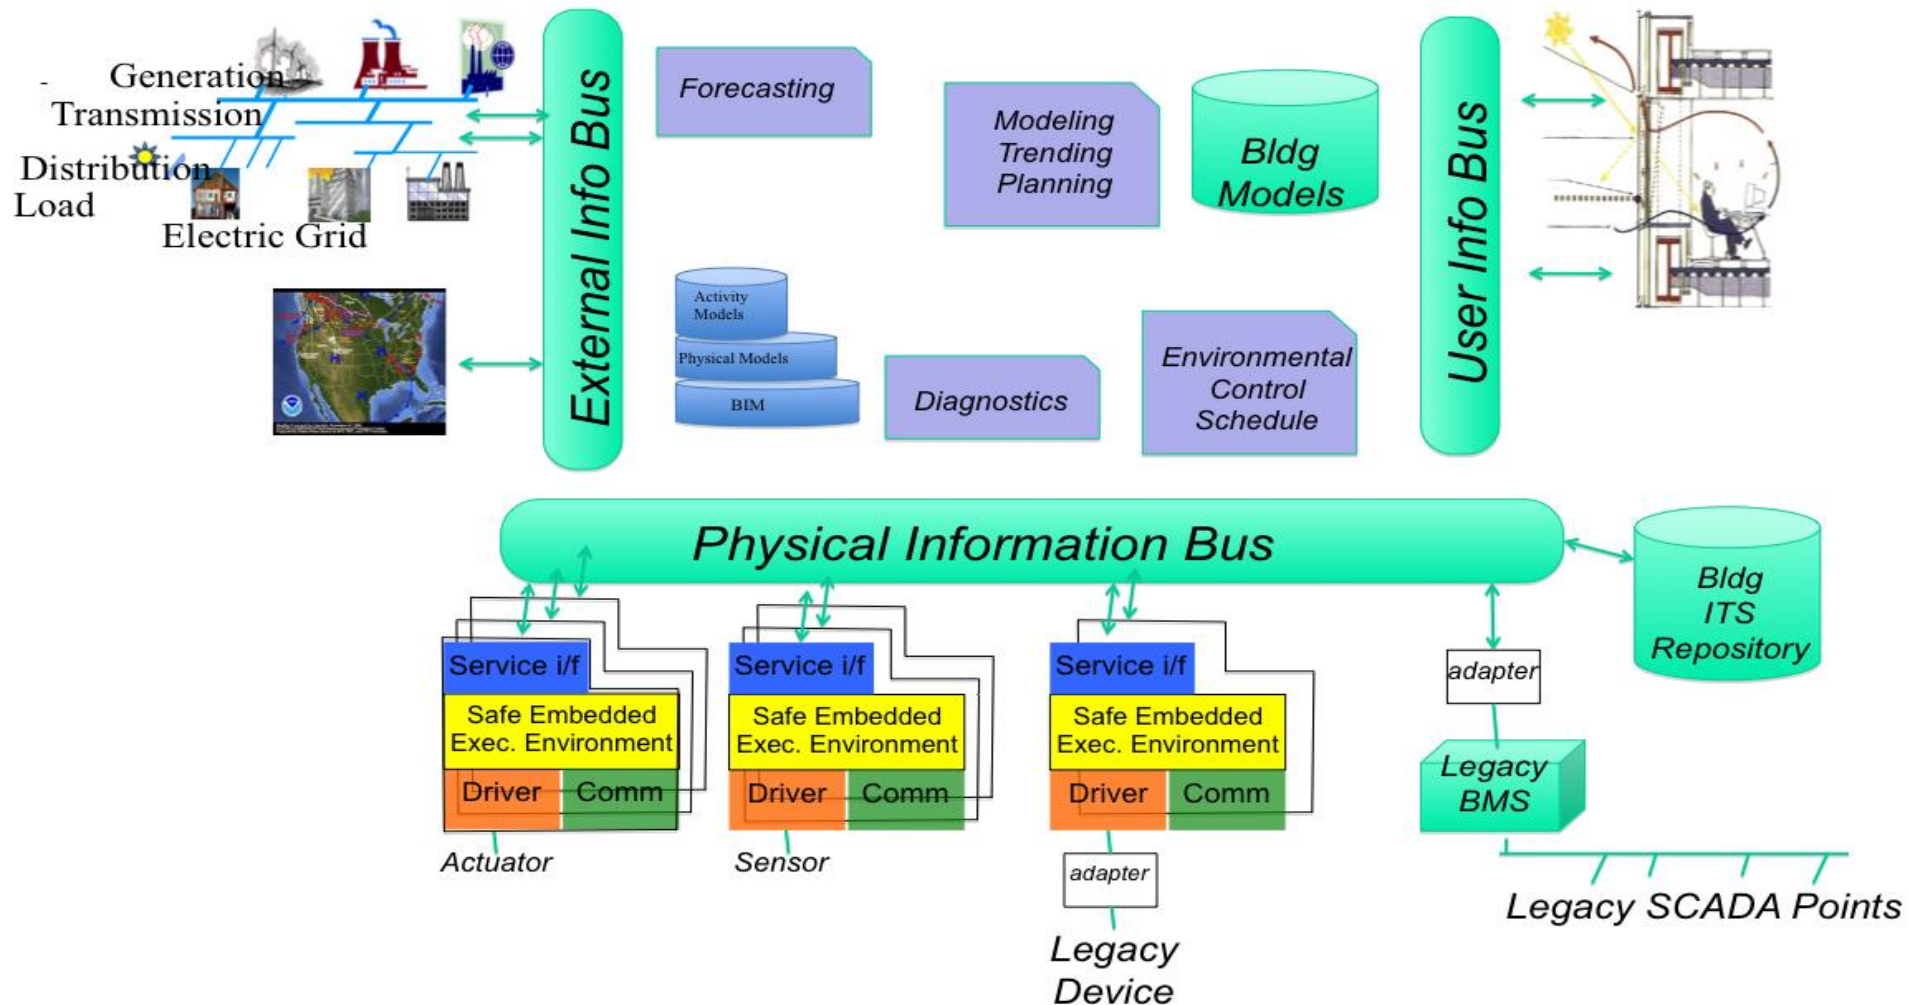 -
Generation
Transmission
Distribution
Load
Electric Grid
External Info Bus
Forecasting
Modeling
Trending
Planning
Bldg
Models
User Info Bus
Activity
Models
Physical Models
BIM
Diagnostics
Environmental
Control
Schedule
Physical Information Bus
Bldg
ITS
Repository
Service i/f
Safe Embedded
Exec. Environment
Driver
Comm
Actuator
Service i/f
Safe Embedded
Exec. Environment
Driver
Comm
Sensor
Service i/f
Safe Embedded
Exec. Environment
Driver
Comm
adapter
Legacy
Device
adapter
Legacy
BMS
Legacy SCADA Points